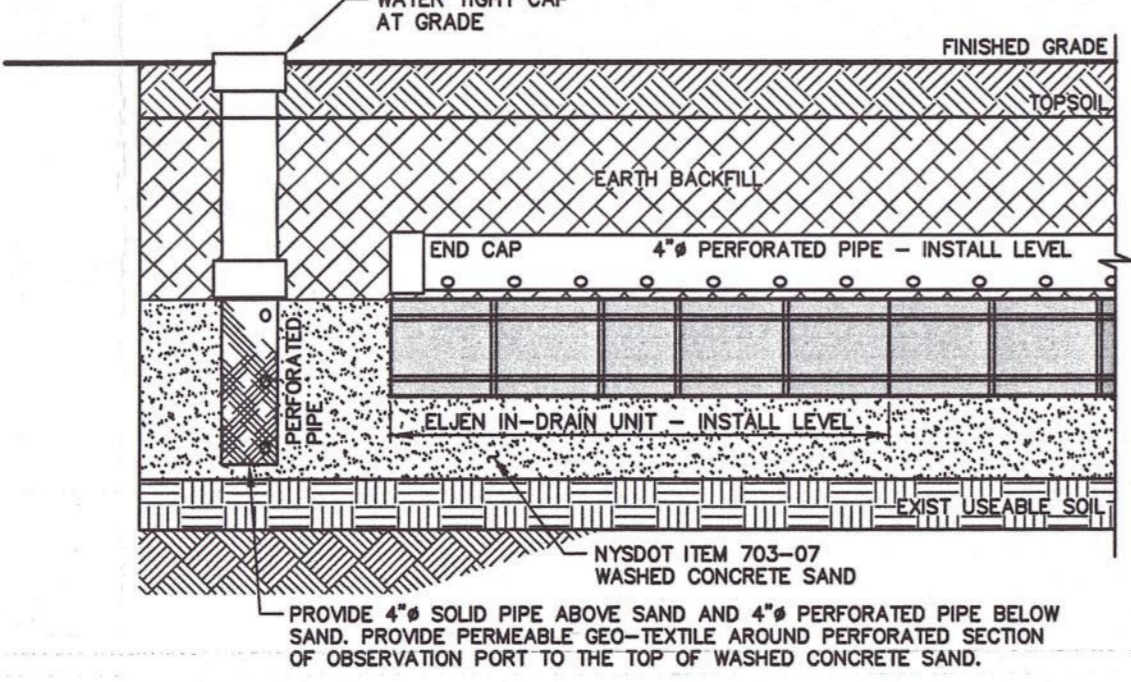 WATER TIGHT CAP
AT GRADE
FINISHED GRADE
TOPSOIL
EARTH BACKFILL
END CAP
4"ø PERFORATED PIPE - INSTALL LEVEL
PERFORATED
PIPE
ELJEN IN-DRAIN UNIT - INSTALL LEVEL
EXIST USEABLE SOIL
NYSDOT ITEM 703-07
WASHED CONCRETE SAND
PROVIDE 4"ø SOLID PIPE ABOVE SAND AND 4"ø PERFORATED PIPE BELOW
SAND. PROVIDE PERMEABLE GEO-TEXTILE AROUND PERFORATED SECTION
OF OBSERVATION PORT TO THE TOP OF WASHED CONCRETE SAND.